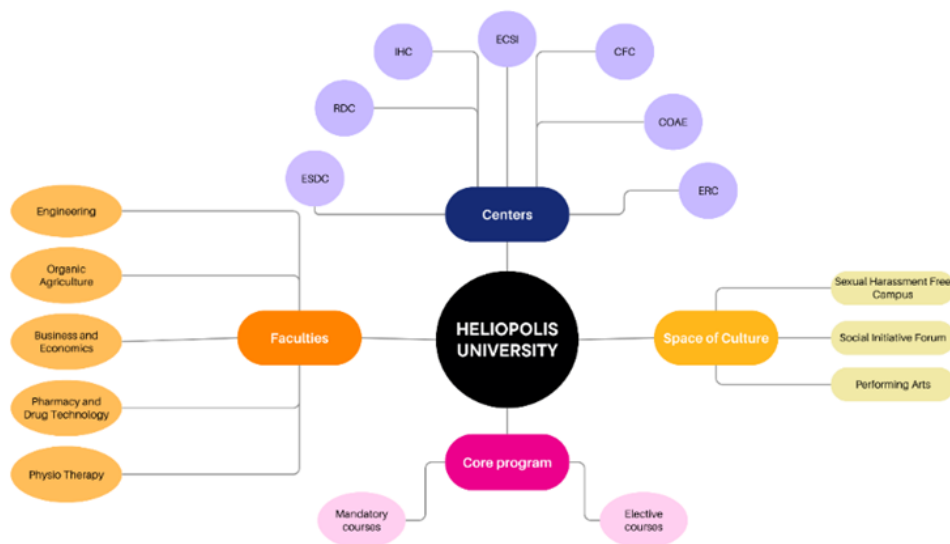 ECSI
IHC
CFC
RDC
COAE
ESDC
ERC
Centers
Engineering
Organic
Agriculture
Business and
Economics
Pharmacy and
Drug Technology
Physio Therapy
Faculties
HELIOPOLIS
UNIVERSITY
Space of Culture
Sexual Harassment Free
Campus
Social Initiative Forum
Performing Arts
Core program
Mandatory
courses
Elective
courses